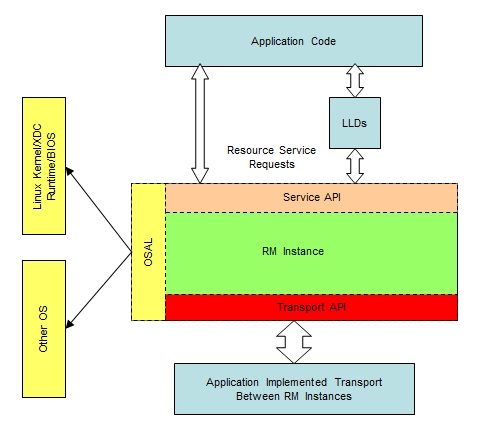 Application Code
Linux Kernel/XDC
Runtime/BIOS
LLDs
Resource Service
Requests
Service API
OSAL
RM Instance
Other OS
Transport API
Application Implemented Transport
Between RM Instances